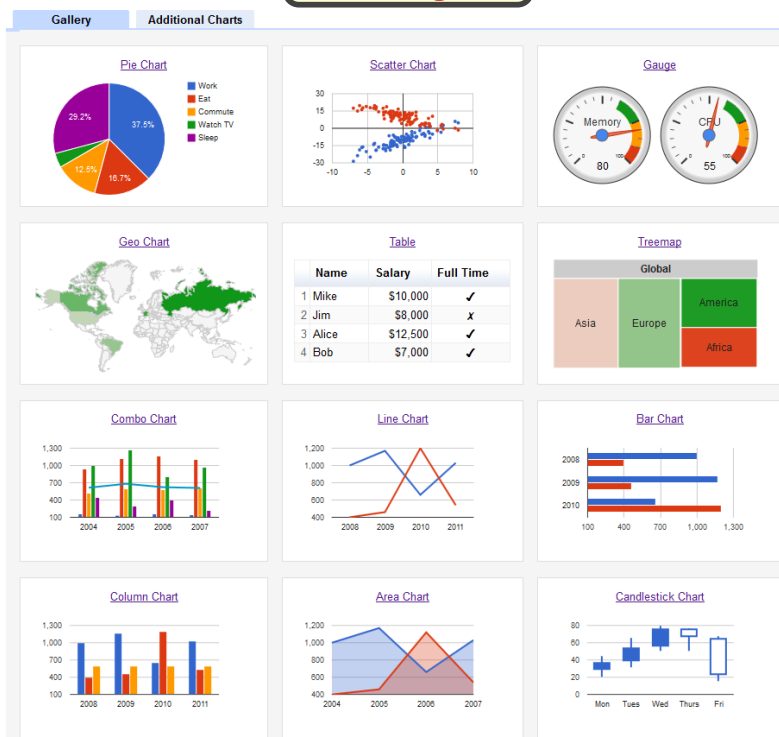 Gallery
Additional Charts
Pie Chart
37.5%
16.7%
12.5%
29.2%
Work
Eat
Commute
Watch TV
Sleep
Scatter Chart
30
15
0
-15
-30
-10 -5 0 5 10
Gauge
Memory
0 100
80
CPU
0 100
55
Geo Chart
Table
Name Salary Full Time
1 Mike $10,000 ✔
2 Jim $8,000 ✗
3 Alice $12,500 ✔
4 Bob $7,000 ✔
Treemap
Global
Asia
Europe
America
Africa
Combo Chart
1,300
1,000
700
400
100
2004 2005 2006 2007
Line Chart
1,200
1,000
800
600
400
2008 2009 2010 2011
Bar Chart
2008
2009
2010
100 400 700 1,000 1,300
Column Chart
1,300
1,000
700
400
100
2008 2009 2010 2011
Area Chart
1,200
1,000
800
600
400
2004 2005 2006 2007
Candlestick Chart
80
60
40
20
0
Mon Tues Wed Thurs Fri